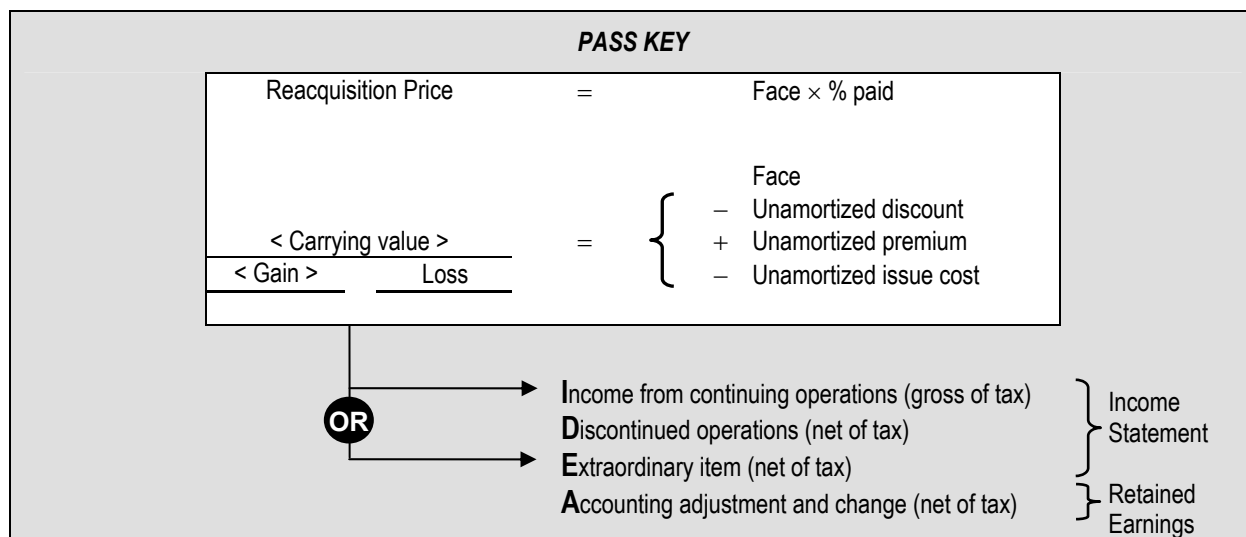 PASS KEY
Reacquisition Price = Face × % paid
Face
− Unamortized discount
< Carrying value > = + Unamortized premium
< Gain > Loss − Unamortized issue cost
Income from continuing operations (gross of tax)
OR
Discontinued operations (net of tax)
Income
Statement
Extraordinary item (net of tax)
Accounting adjustment and change (net of tax)
Retained
Earnings